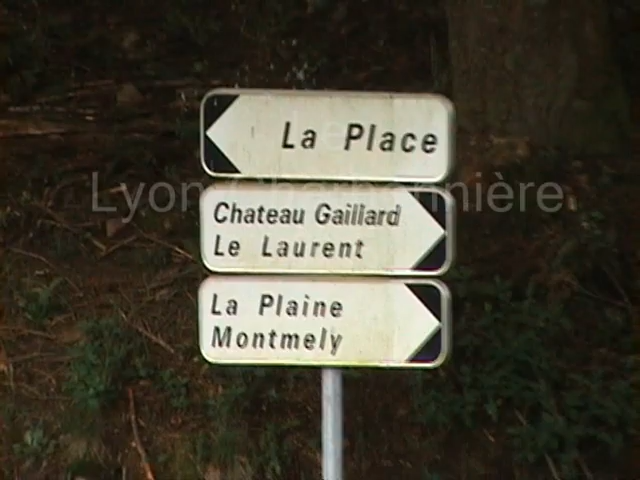 La Place
Lyon Charbonnière
Chateau Gaillard
Le Laurent
La Plaine
Montmely